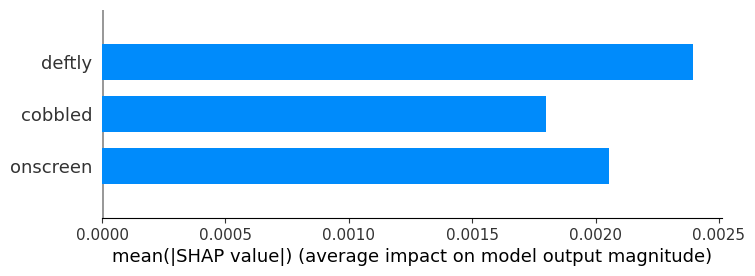 deftly
cobbled
onscreen
0.0000 0.0005 0.0010 0.0015 0.0020 0.0025
mean(|SHAP value|) (average impact on model output magnitude)